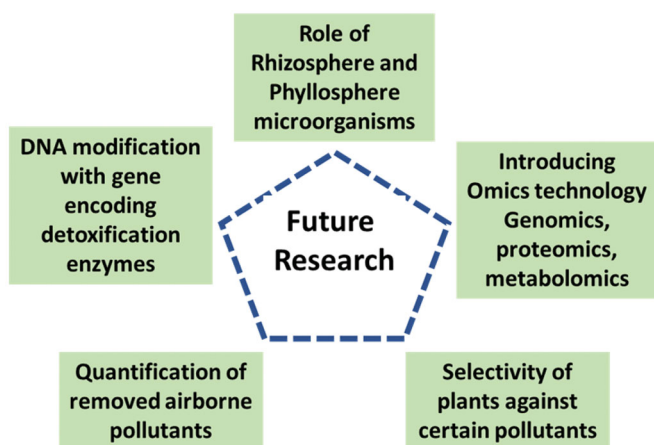 Role of
Rhizosphere and
Phyllosphere
microorganisms
DNA modification
with gene
encoding
detoxification
enzymes
Introducing
Omics technology
Genomics,
proteomics,
metabolomics
Future
Research
Quantification of
removed airborne
pollutants
Selectivity of
plants against
certain pollutants